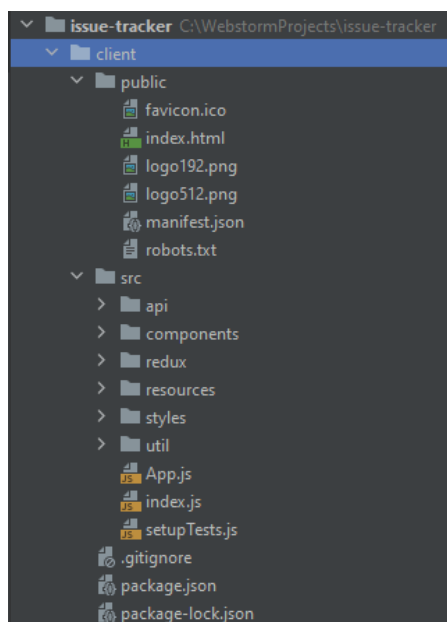 issue-tracker C:\WebstormProjects\issue-tracker
client
public
favicon.ico
index.html
logo192.png
logo512.png
manifest.json
robots.txt
src
api
components
redux
resources
styles
util
App.js
index.js
setupTests.js
.gitignore
package.json
package-lock.json